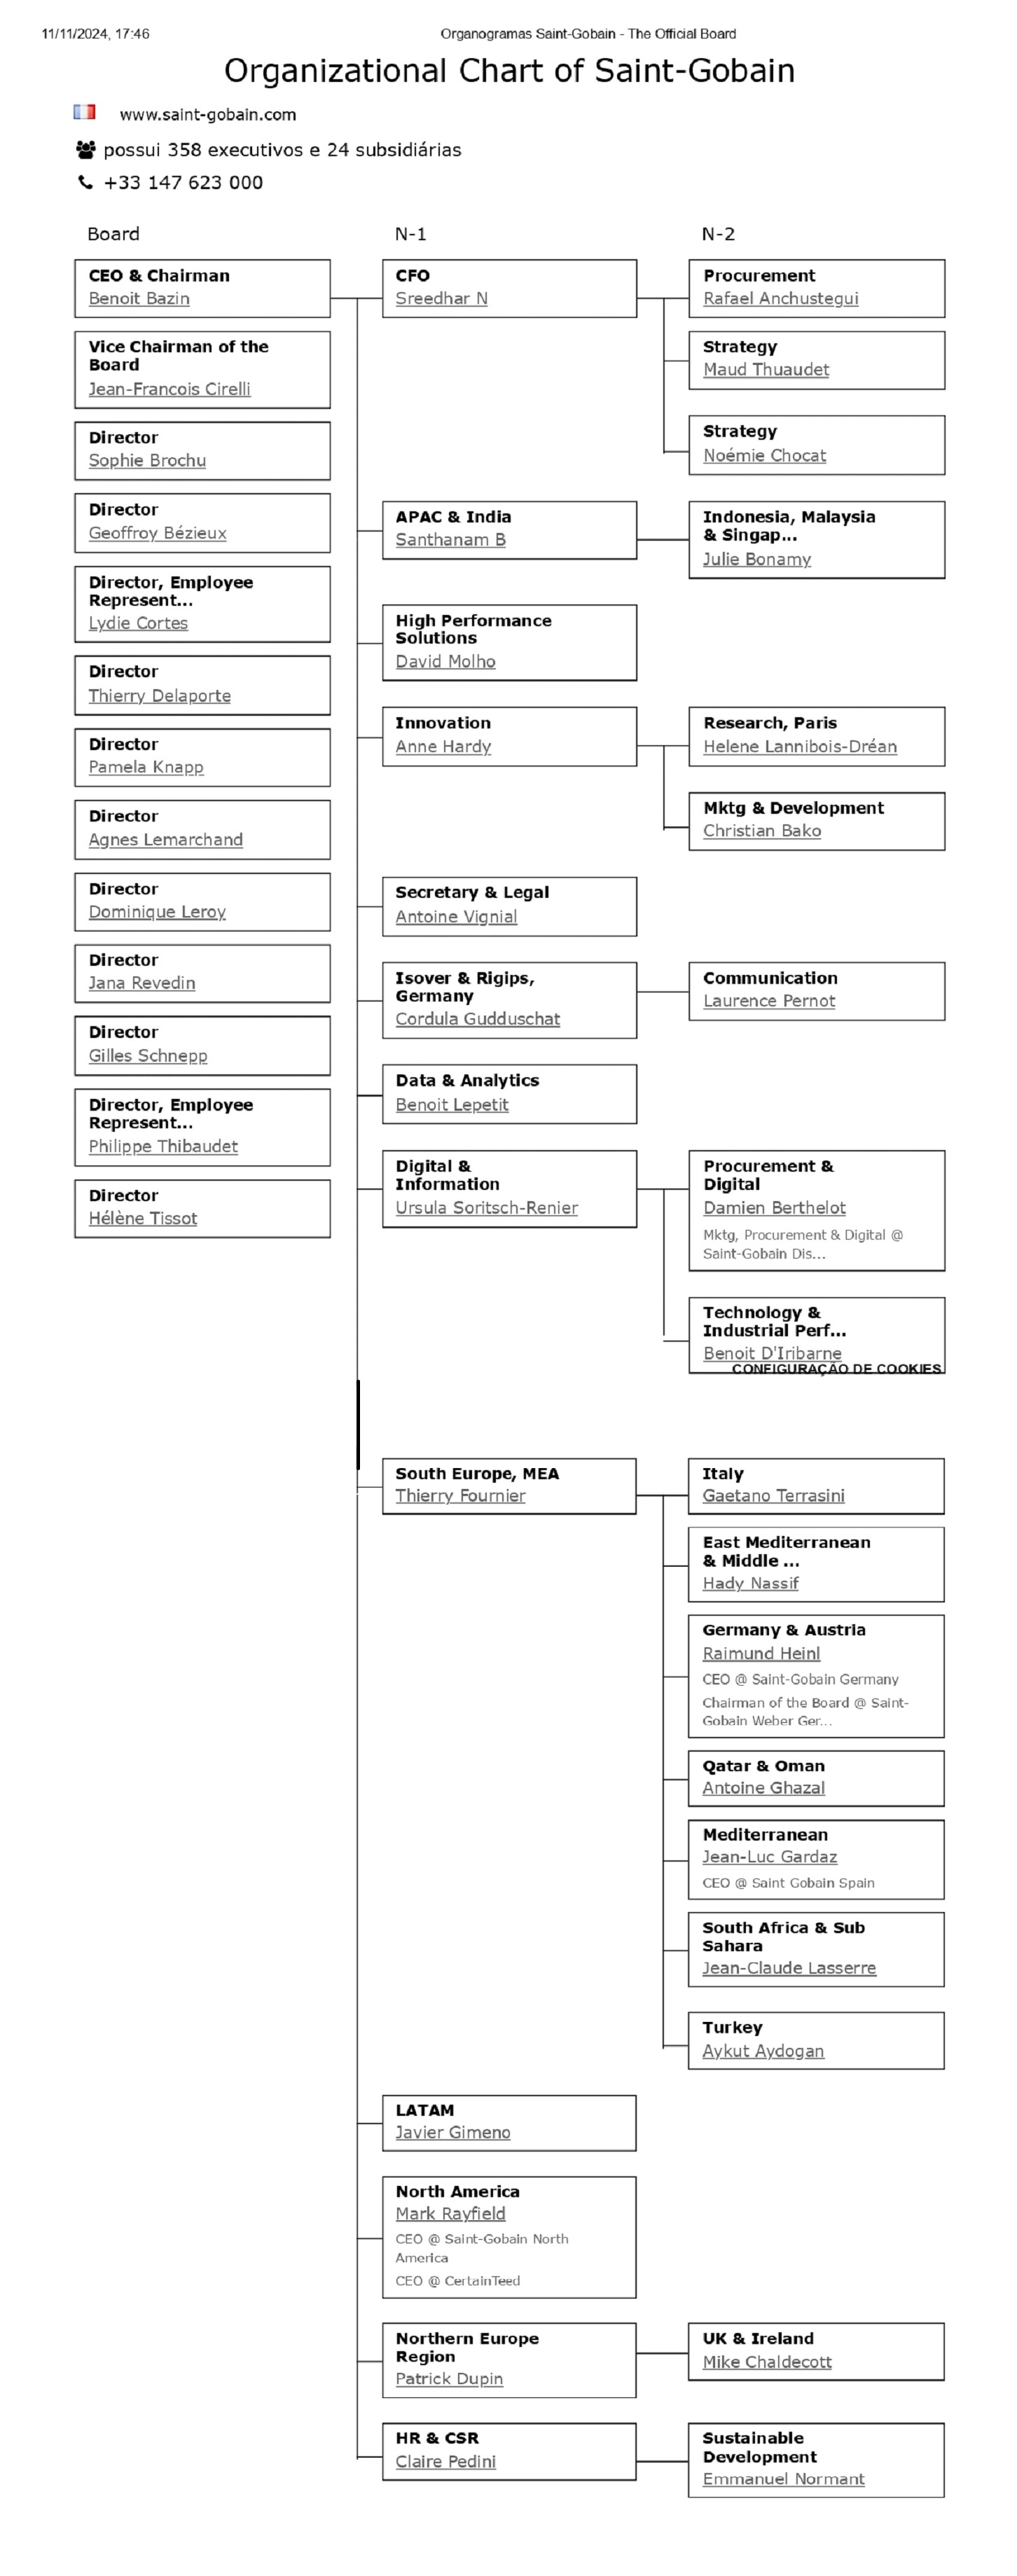 11/11/2024, 17:46
Organogramas Saint-Gobain - The Official Board
Organizational Chart of Saint-Gobain
www.saint-gobain.com
possui 358 executivos e 24 subsidiárias
+33 147 623 000
Board
N-1
N-2
CEO & Chairman
Benoit Bazin
Vice Chairman of the
Board
Jean-Francois Cirelli
Director
Sophie Brochu
Director
Geoffroy Bézieux
Director, Employee
Represent...
Lydie Cortes
Director
Thierry Delaporte
Director
Pamela Knapp
Director
Agnes Lemarchand
Director
Dominique Leroy
Director
Jana Revedin
Director
Gilles Schnepp
Director, Employee
Represent...
Philippe Thibaudet
Director
Hélène Tissot
CFO
Sreedhar N
Procurement
Rafael Anchustegui
Strategy
Maud Thuaudet
Strategy
Noémie Chocat
APAC & India
Santhanam B
Indonesia, Malaysia
& Singap...
Julie Bonamy
High Performance
Solutions
David Molho
Innovation
Anne Hardy
Research, Paris
Helene Lannibois-Dréan
Mktg & Development
Christian Bako
Secretary & Legal
Antoine Vignial
Isover & Rigips,
Germany
Cordula Gudduschat
Communication
Laurence Pernot
Data & Analytics
Benoit Lepetit
Digital &
Information
Ursula Soritsch-Renier
Procurement &
Digital
Damien Berthelot
Mktg, Procurement & Digital @
Saint-Gobain Dis...
Technology &
Industrial Perf...
Benoit D'Iribarne
CONFIGURAÇÃO DE COOKIES
South Europe, MEA
Thierry Fournier
Italy
Gaetano Terrasini
East Mediterranean
& Middle ...
Hady Nassif
Germany & Austria
Raimund Heinl
CEO @ Saint-Gobain Germany
Chairman of the Board @ Saint-
Gobain Weber Ger...
Qatar & Oman
Antoine Ghazal
Mediterranean
Jean-Luc Gardaz
CEO @ Saint Gobain Spain
South Africa & Sub
Sahara
Jean-Claude Lasserre
Turkey
Aykut Aydogan
LATAM
Javier Gimeno
North America
Mark Rayfield
CEO @ Saint-Gobain North
America
CEO @ CertainTeed
Northern Europe
Region
Patrick Dupin
UK & Ireland
Mike Chaldecott
HR & CSR
Claire Pedini
Sustainable
Development
Emmanuel Normant